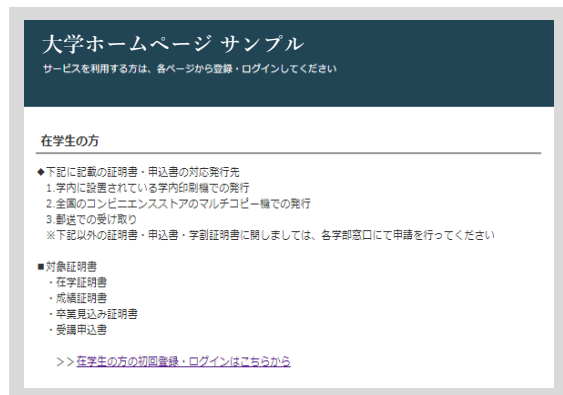 大学ホームページ サンプル
サービスを利用する方は、各ページから登録・ログインしてください
在学生の方
◆下記に記載の証明書・申込書の対応発行先
1.学内に設置されている学内印刷機での発行
2.全国のコンビニエンスストアのマルチコピー機での発行
3.郵送での受け取り
※下記以外の証明書・申込書・学割証明書に関しましては、各学部窓口にて申請を行ってください
■対象証明書
・在学証明書
・成績証明書
・卒業見込み証明書
・受講申込書
>>在学生の方の初回登録・ログインはこちらから